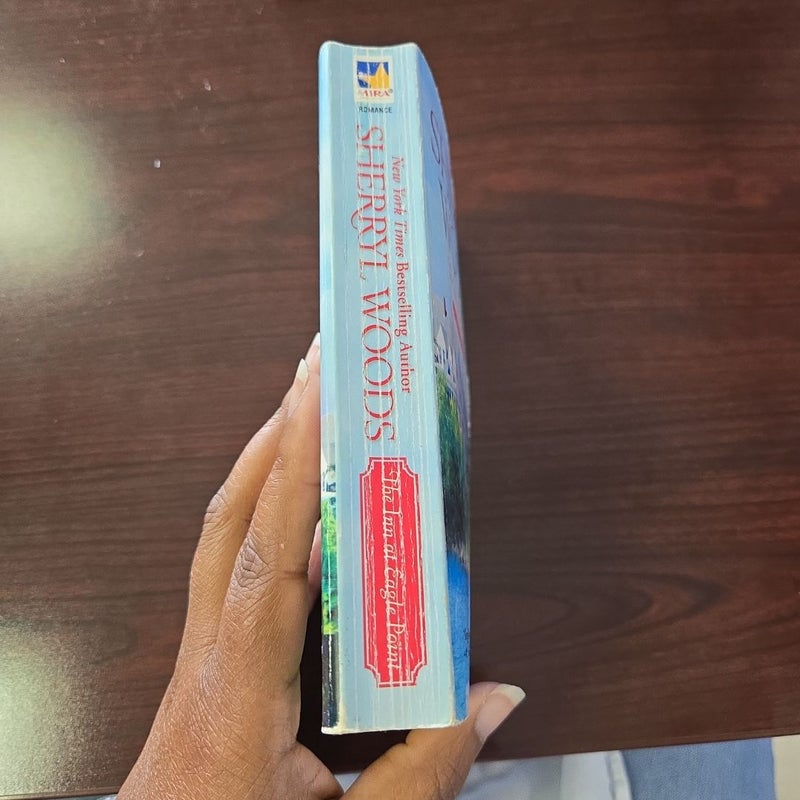 MIRA®
ROMANCE
New York Times Bestselling Author
SHERRYL WOODS
The Inn at Eagle Point